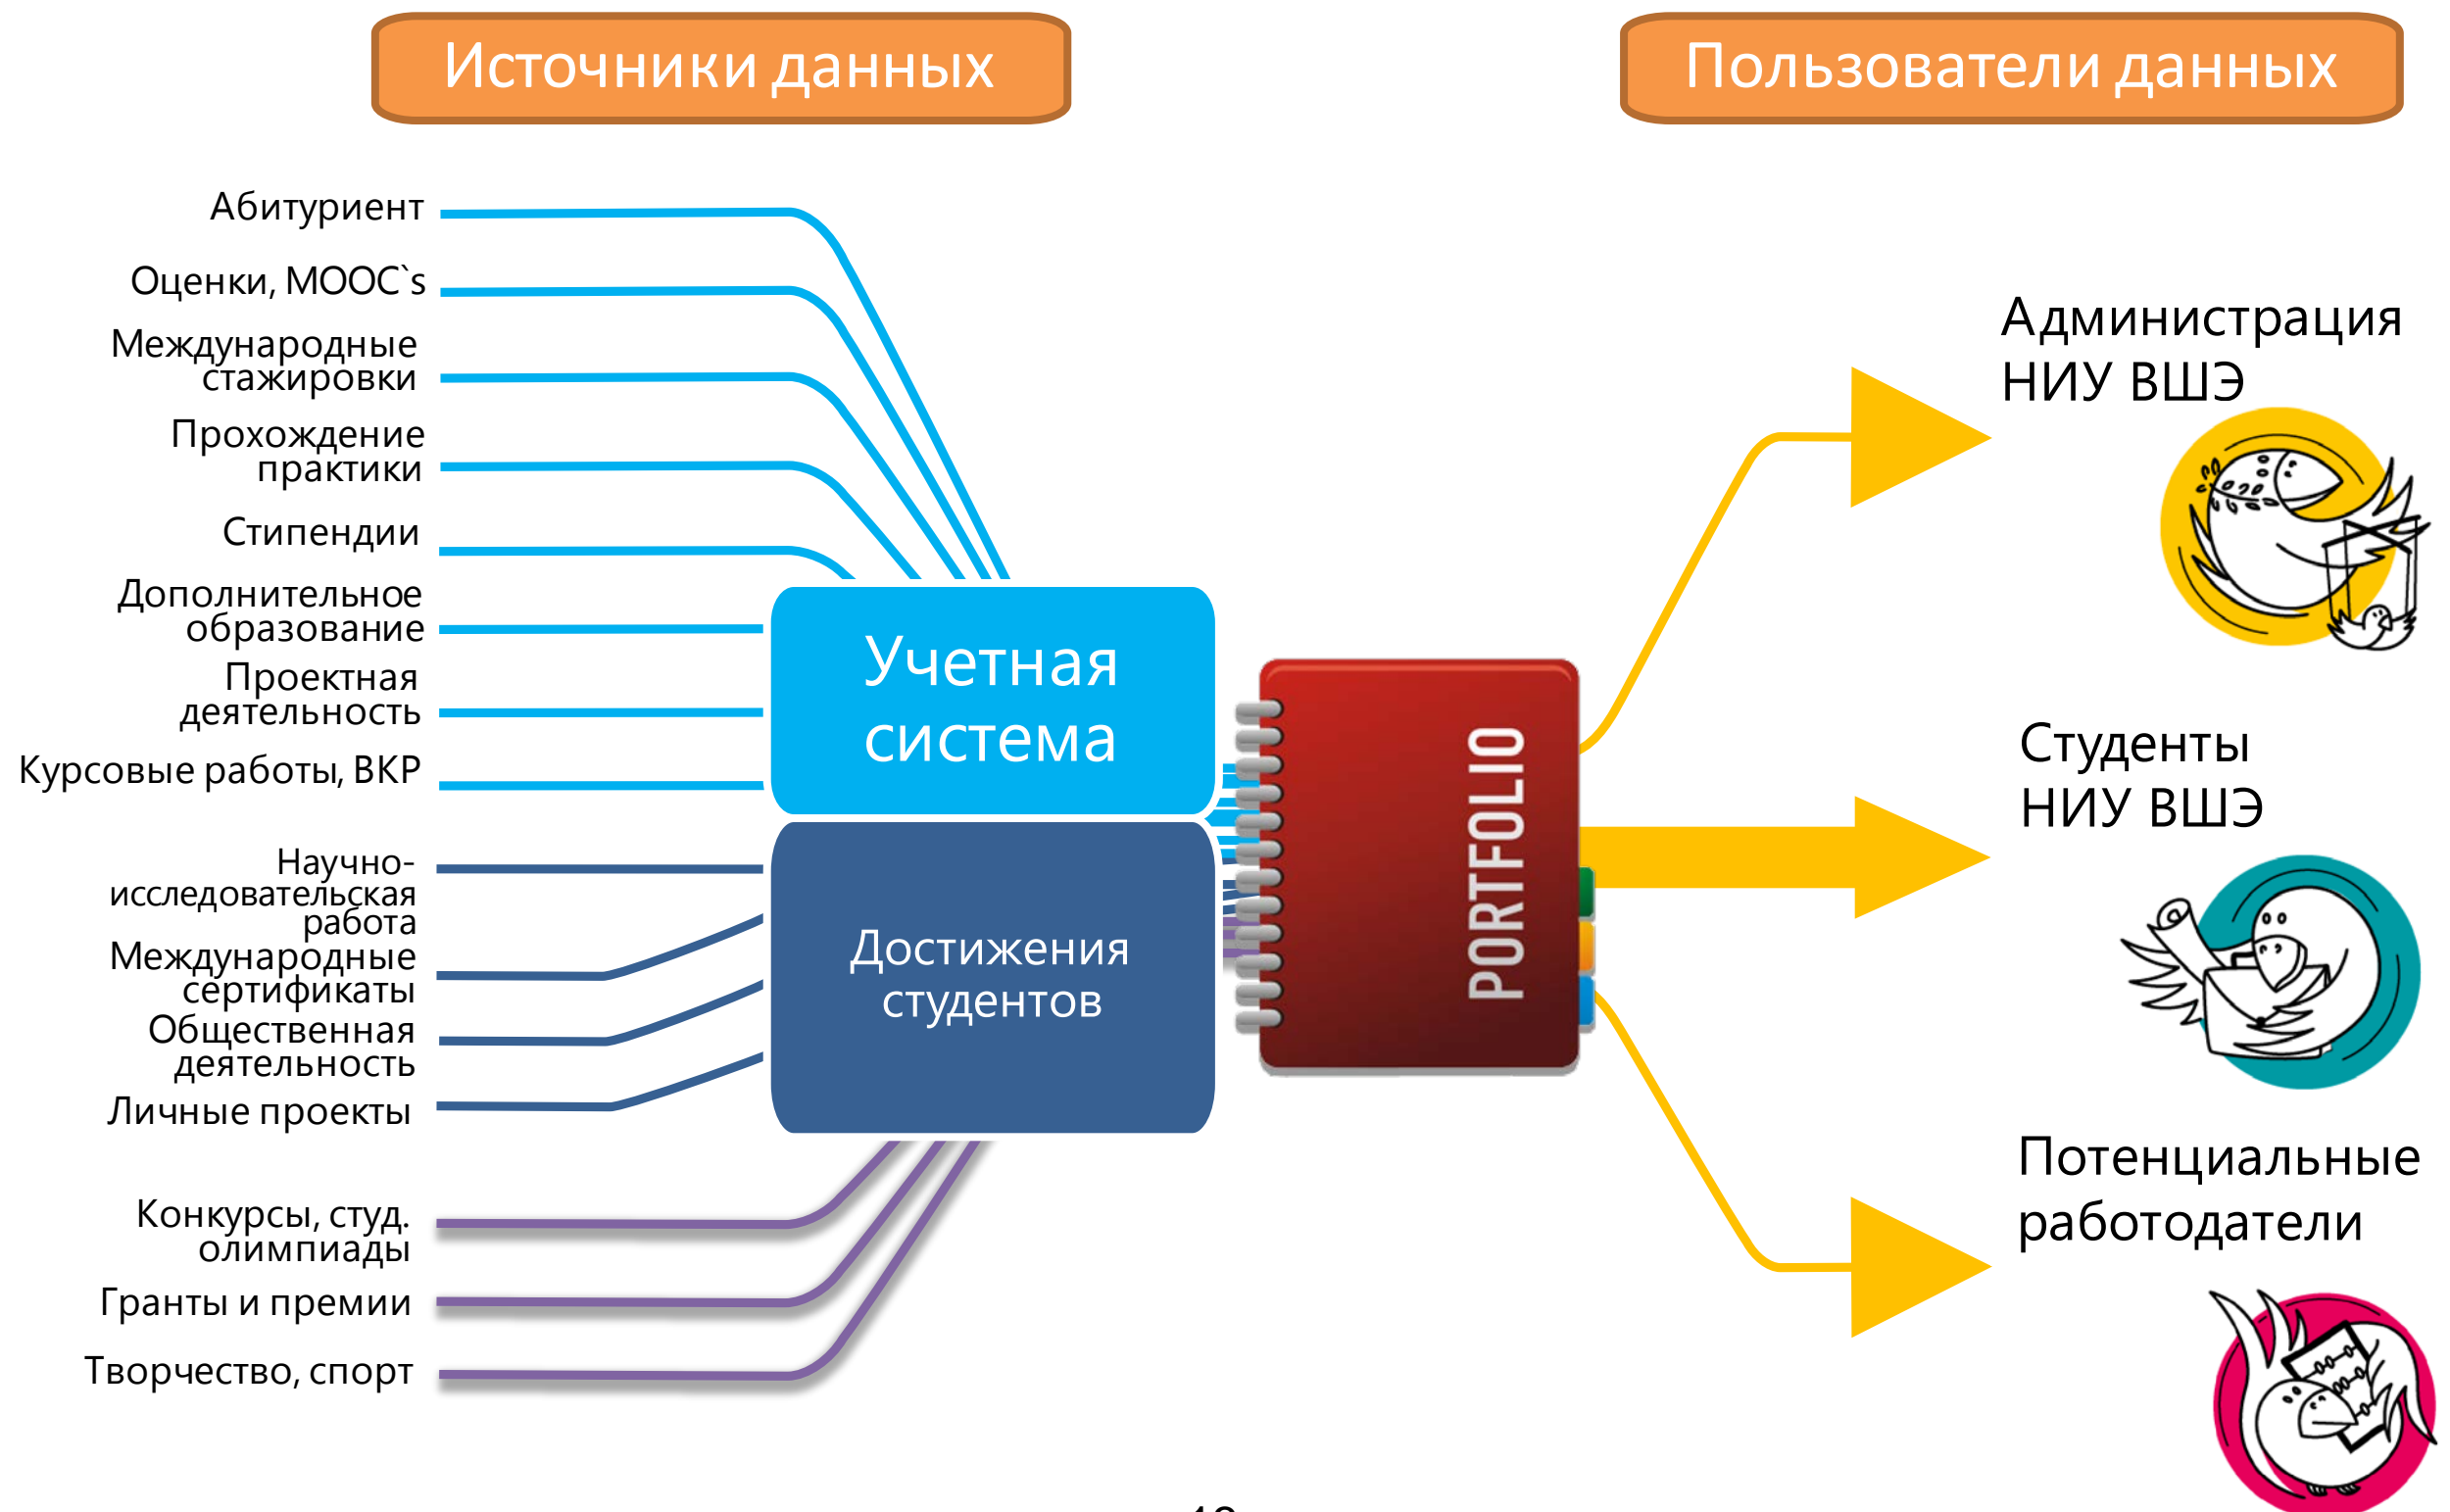 Источники данных
Пользователи данных
Абитуриент
Оценки, MOOC`s
Международные
стажировки
Прохождение
практики
Стипендии
Дополнительное
образование
Проектная
деятельность
Курсовые работы, ВКР
Научно-
исследовательская
работа
Международные
сертификаты
Общественная
деятельность
Личные проекты
Конкурсы, студ.
олимпиады
Гранты и премии
Творчество, спорт
Учетная
система
Достижения
студентов
PORTFOLIO
Администрация
НИУ ВШЭ
Студенты
НИУ ВШЭ
Потенциальные
работодатели